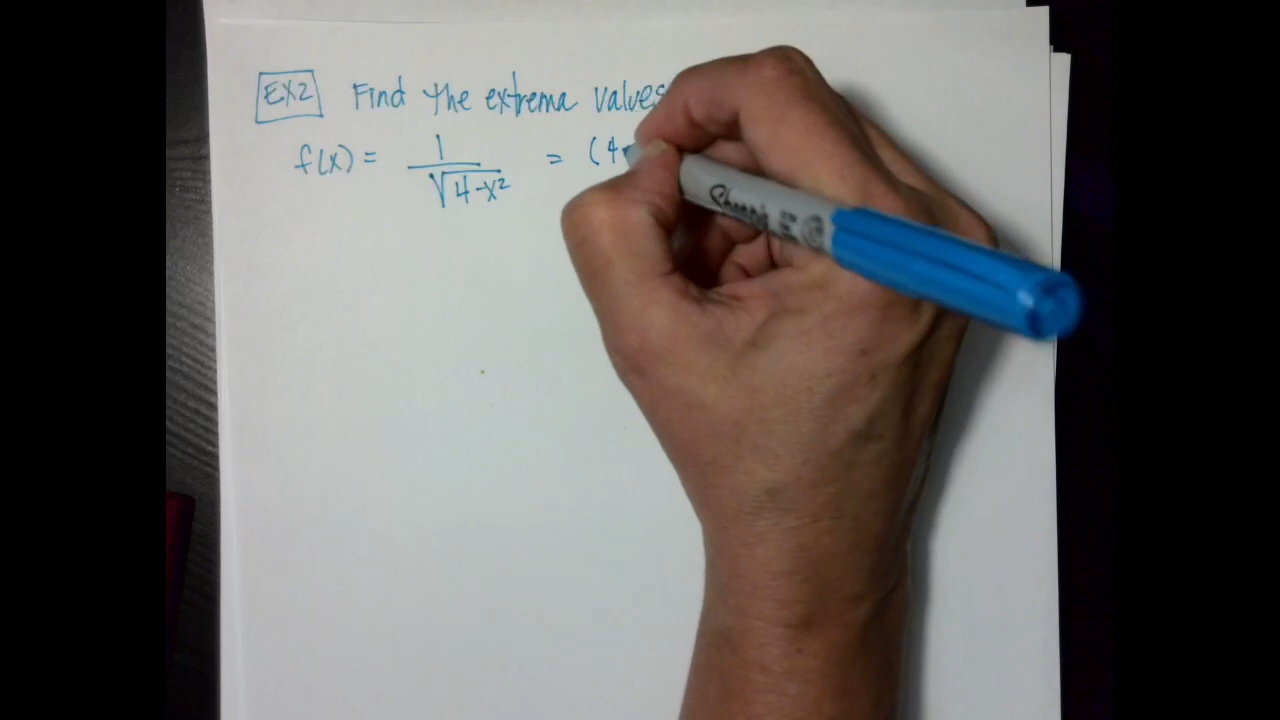 EX2 Find the extrema values
f(x) = 1/√(4-x²) = (4-
Sharpie